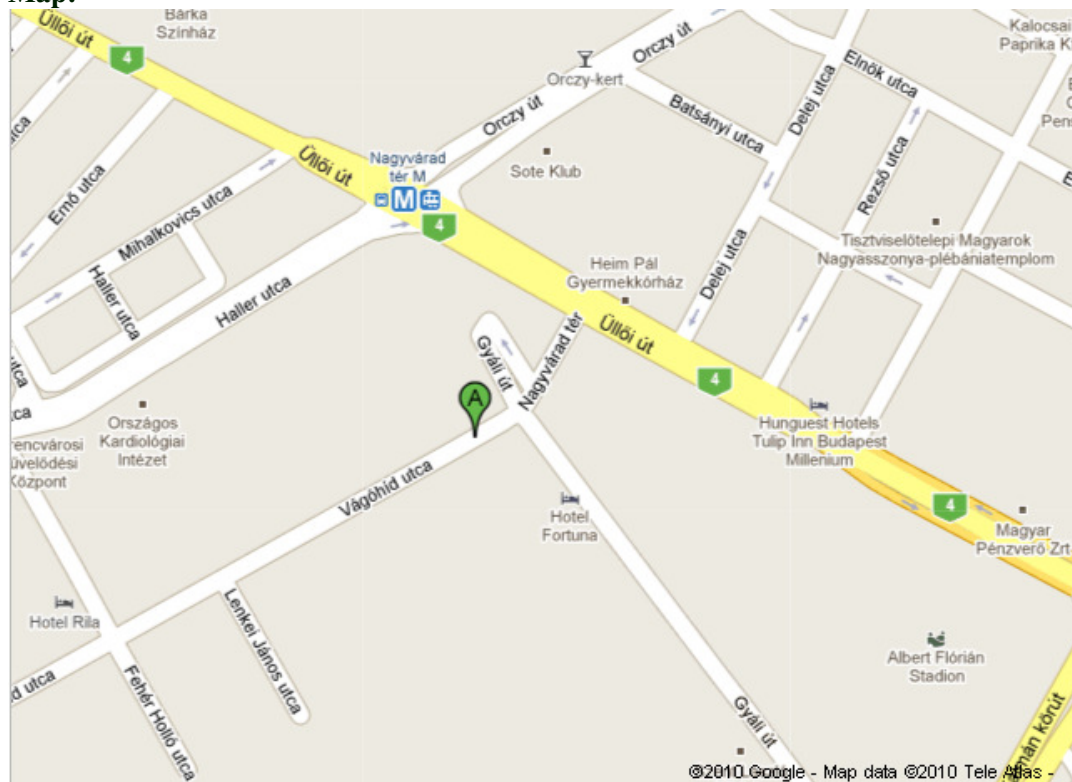 Map:
Üllői út
4
Bárka
Színház
Orczy út
Kalocsai
Paprika
Orczy-kert
Elnök utca
Delej utca
Batsányi utca
Orczy út
Nagyvárad
tér M
M
Üllői út
Sote Klub
Rezső utca
Ernő utca
Mihalkovics utca
4
Tisztviselőtelepi Magyarok
Nagyasszonya-plébániatemplom
Haller utca
Haller utca
Heim Pál
Gyermekkórház
Delej utca
Üllői út
Nagyvárad tér
Gyáli út
4
A
Országos
Kardiológiai
Intézet
Hunguest Hotels
Tulip Inn Budapest
Millenium
Vágóhíd utca
4
Hotel
Fortuna
Magyar
Pénzverő Zrt
Hotel Rila
Lenkei János utca
Albert Flórián
Stadion
utca
Fehér Holló utca
Gyáli út
körút
©2010 Google - Map data ©2010 Tele Atlas -